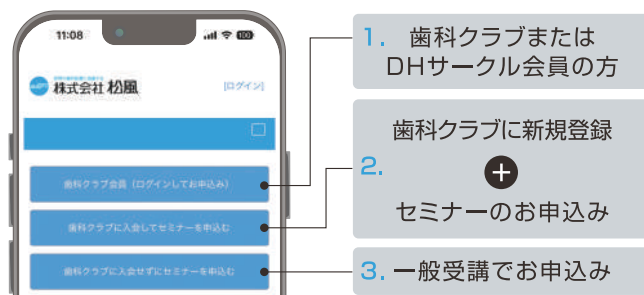 11:08
100
株式会社 松風
[ログイン]
歯科クラブ会員（ログインしてお申込み）
歯科クラブに入会してセミナーを申込む
歯科クラブに入会せずにセミナーを申込む
1. 歯科クラブまたは
DHサークル会員の方
歯科クラブに新規登録
2.
+
セミナーのお申込み
3. 一般受講でお申込み